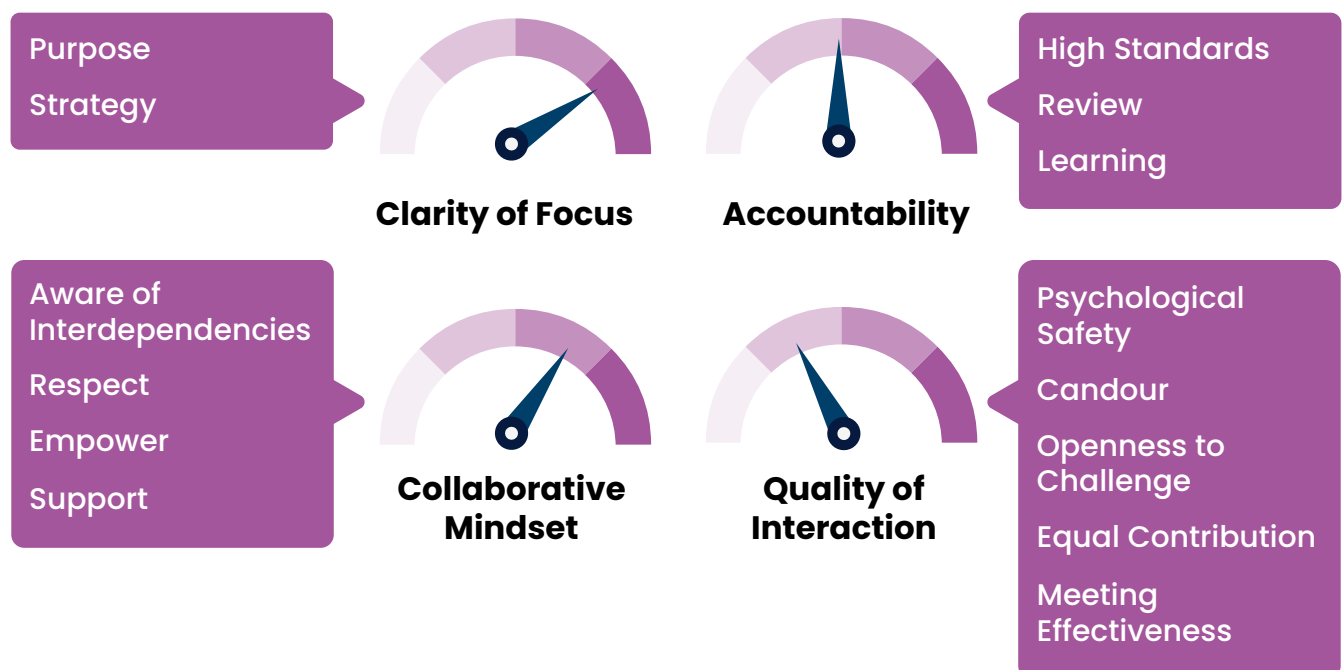 Purpose
Strategy
Clarity of Focus
High Standards
Review
Learning
Accountability
Aware of
Interdependencies
Respect
Empower
Support
Collaborative
Mindset
Psychological
Safety
Candour
Openness to
Challenge
Equal Contribution
Meeting
Effectiveness
Quality of
Interaction